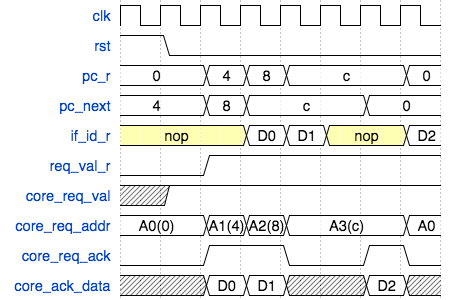 clk
rst
pc_r 0 4 8 c 0
pc_next 4 8 c 0
if_id_r nop D0 D1 nop D2
req_val_r
core_req_val
core_req_addr A0(0) A1(4) A2(8) A3(c) A0
core_req_ack
core_ack_data D0 D1 D2